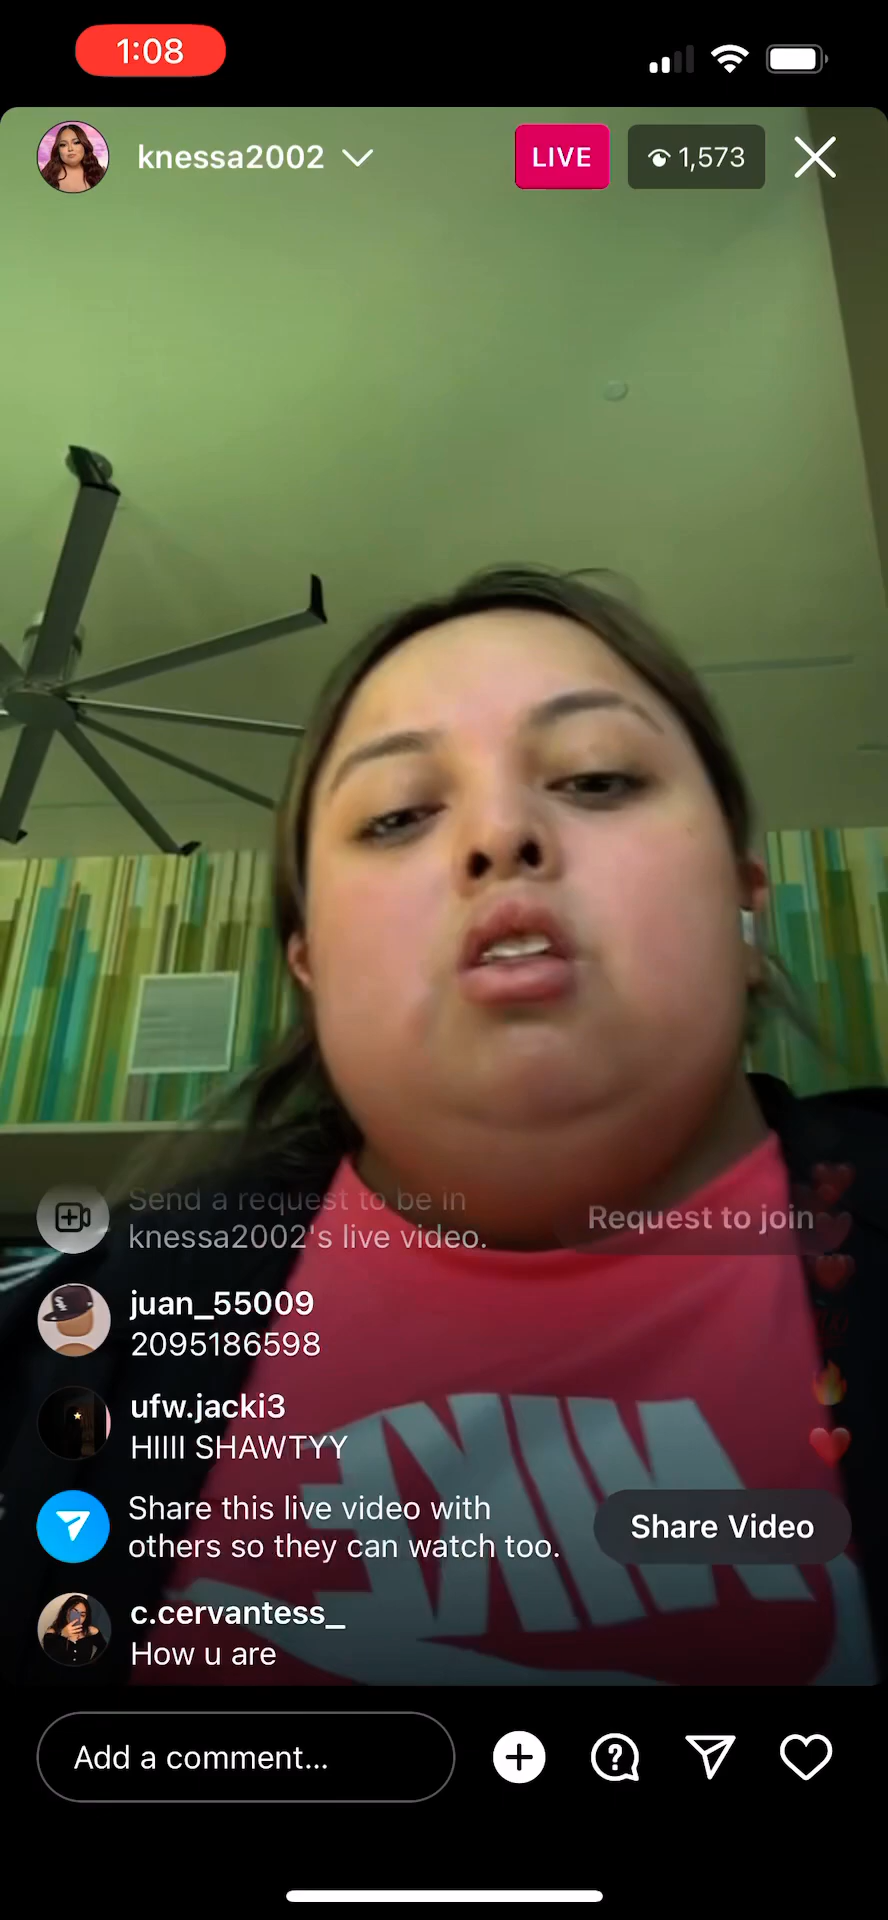 1:08
knessa2002
LIVE
1,573
Send a request to be in
knessa2002's live video.
Request to join
juan_55009
2095186598
ufw.jacki3
HIIII SHAWTYY
Share this live video with
others so they can watch too.
Share Video
c.cervantess_
How u are
NIKE
Add a comment...